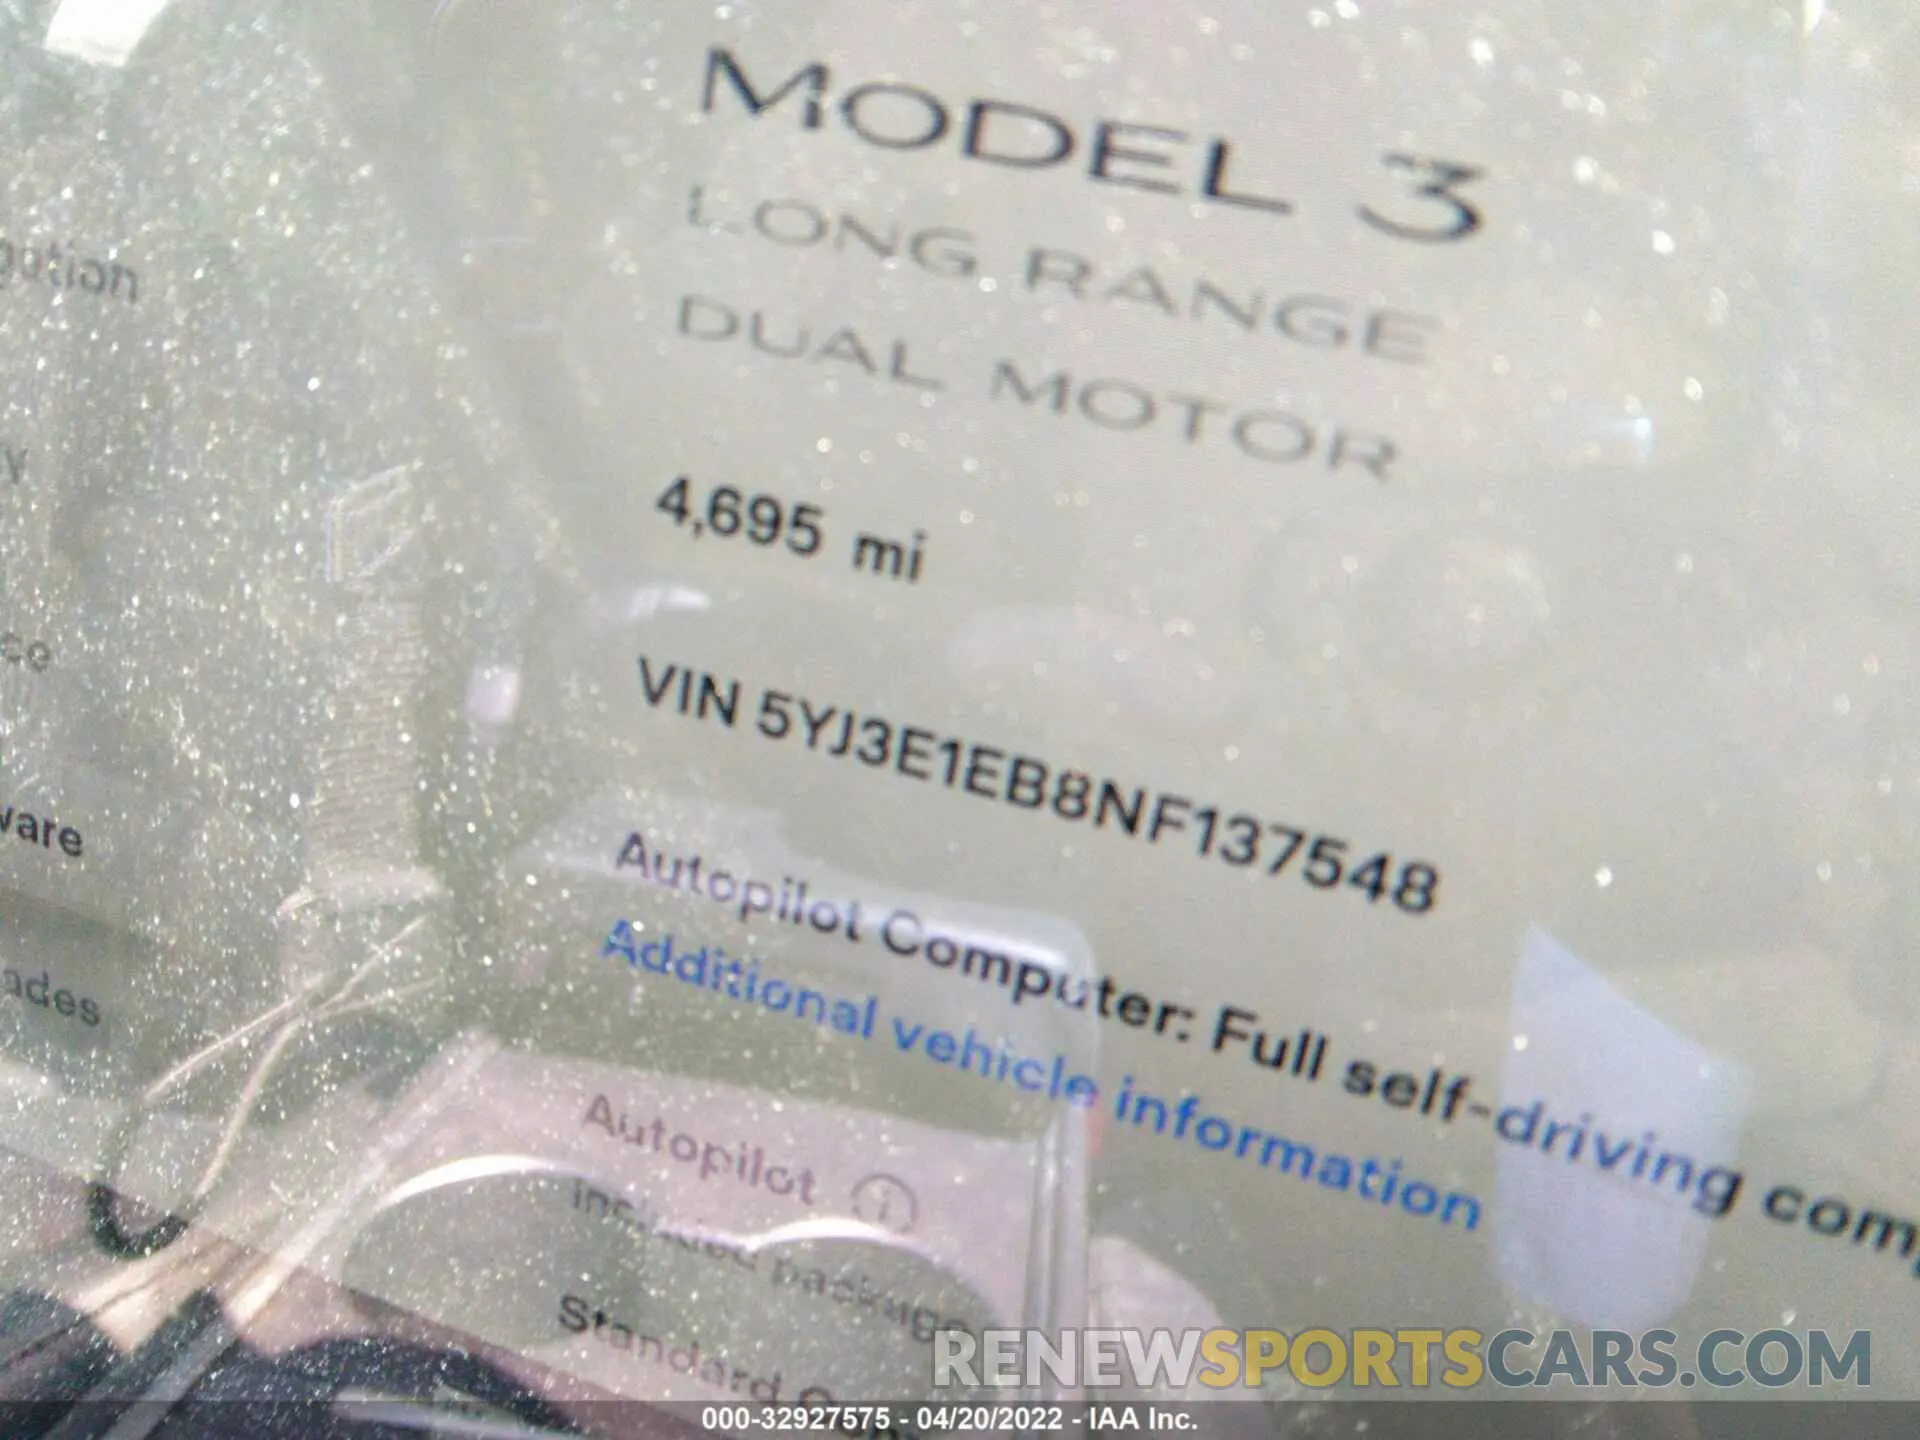 MODEL 3
LONG RANGE
DUAL MOTOR
4,695 mi
VIN 5YJ3E1EB8NF137548
Autopilot Computer: Full self-driving
Additional vehicle information
Autopilot
Included
Standard
RENEWSPORTSCARS.COM
000-32927575 - 04/20/2022 - IAA Inc.